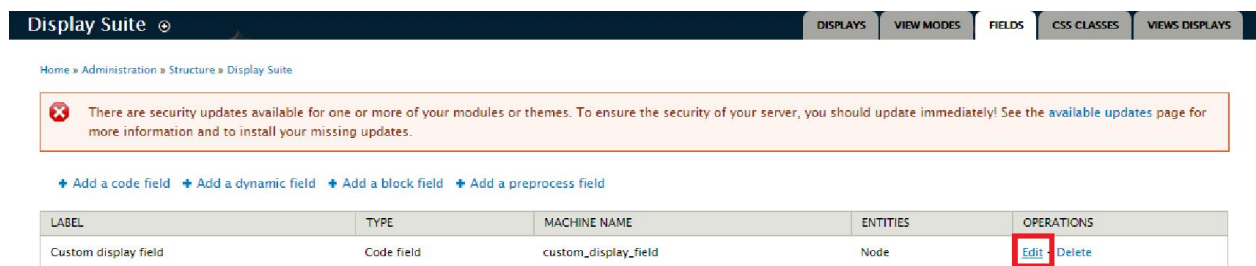 Display Suite
DISPLAYS VIEW MODES FIELDS CSS CLASSES VIEWS DISPLAYS
Home » Administration » Structure » Display Suite
There are security updates available for one or more of your modules or themes. To ensure the security of your server, you should update immediately! See the available updates page for
more information and to install your missing updates.
+ Add a code field + Add a dynamic field + Add a block field + Add a preprocess field
LABEL TYPE MACHINE NAME ENTITIES OPERATIONS
Custom display field Code field custom_display_field Node Edit - Delete